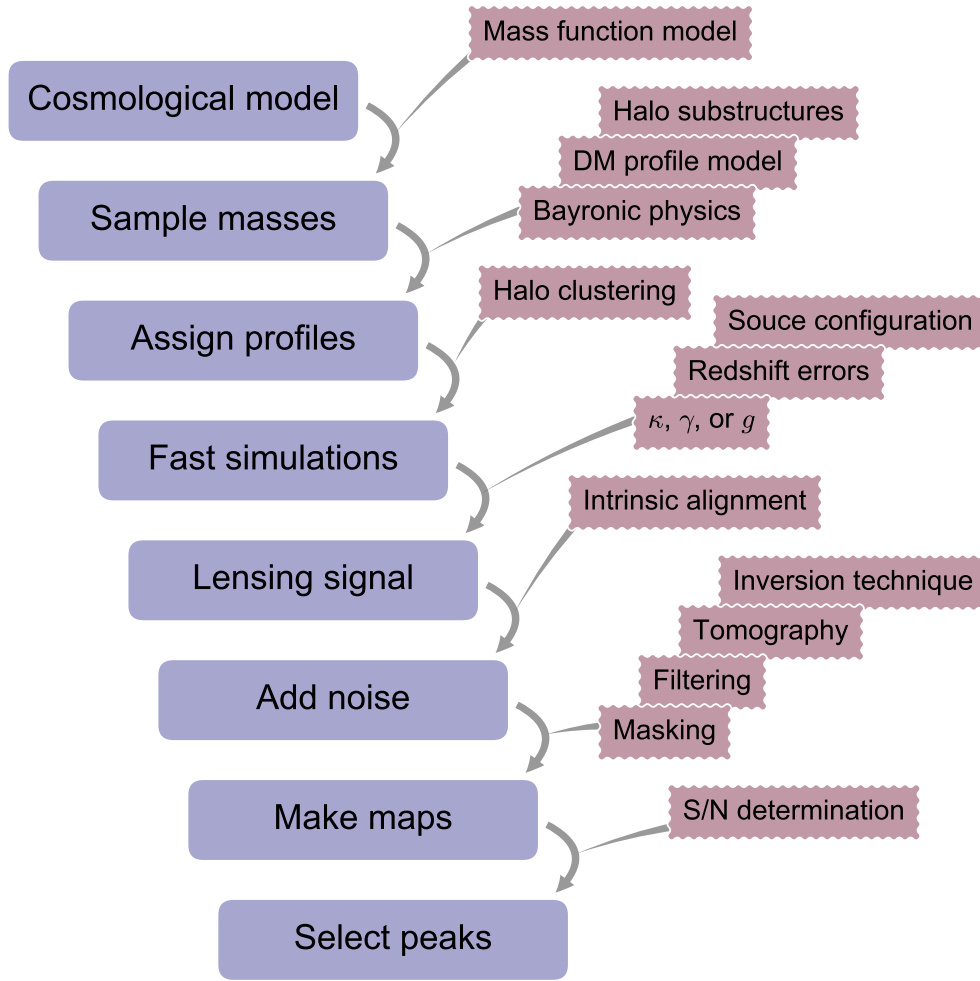 Mass function model
Cosmological model
Halo substructures
DM profile model
Sample masses
Bayronic physics
Halo clustering
Souce configuration
Assign profiles
Redshift errors
κ, γ, or g
Fast simulations
Intrinsic alignment
Lensing signal
Inversion technique
Tomography
Filtering
Add noise
Masking
S/N determination
Make maps
Select peaks